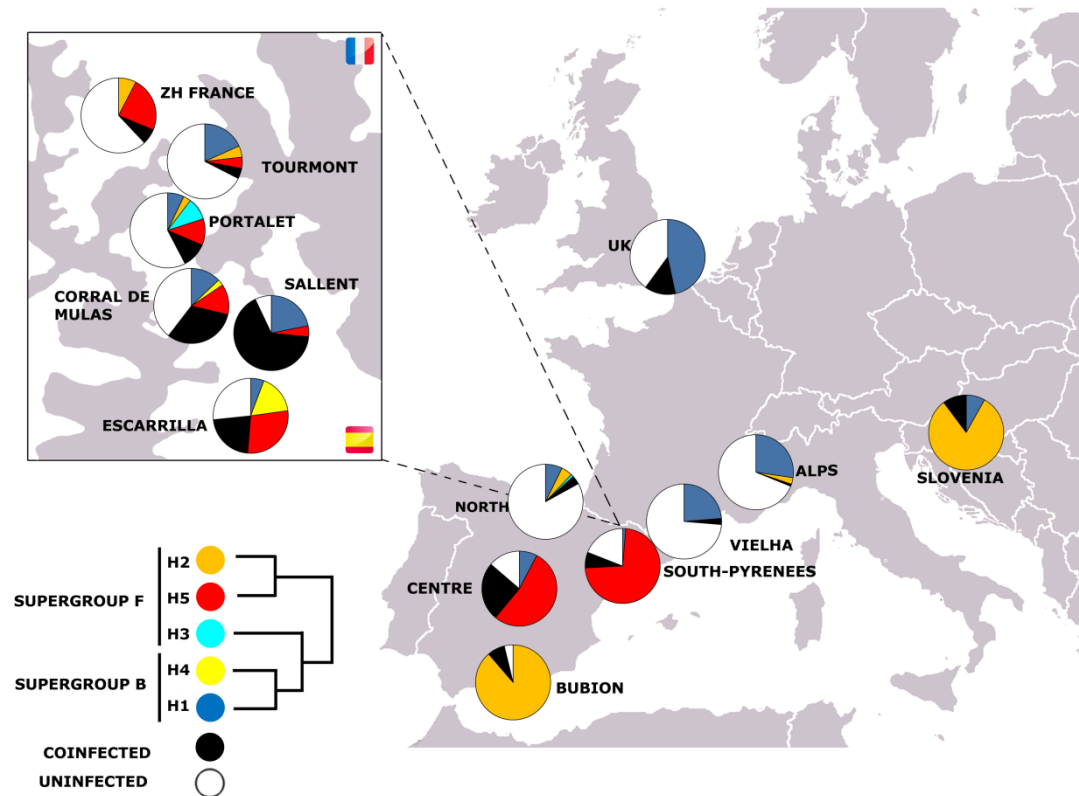 ZH FRANCE
TOURMONT
PORTALET
CORRAL DE
MULAS
SALLENT
ESCARRILLA
UK
SLOVENIA
ALPS
NORTH
VIELHA
SOUTH-PYRENEES
CENTRE
BUBION
SUPERGROUP F
H2
H5
H3
SUPERGROUP B
H4
H1
COINFECTED
UNINFECTED